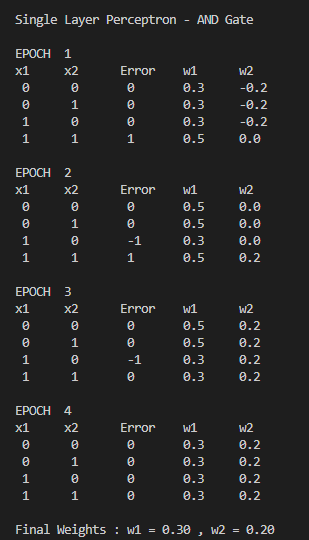 Single Layer Perceptron - AND Gate
EPOCH  1
x1     x2     Error    w1     w2
0      0      0      0.3    -0.2
0      1      0      0.3    -0.2
1      0      0      0.3    -0.2
1      1      1      0.5    0.0
EPOCH  2
x1     x2     Error    w1     w2
0      0      0      0.5    0.0
0      1      0      0.5    0.0
1      0      -1     0.3    0.0
1      1      1      0.5    0.2
EPOCH  3
x1     x2     Error    w1     w2
0      0      0      0.5    0.2
0      1      0      0.5    0.2
1      0      -1     0.3    0.2
1      1      0      0.3    0.2
EPOCH  4
x1     x2     Error    w1     w2
0      0      0      0.3    0.2
0      1      0      0.3    0.2
1      0      0      0.3    0.2
1      1      0      0.3    0.2
Final Weights : w1 = 0.30 , w2 = 0.20